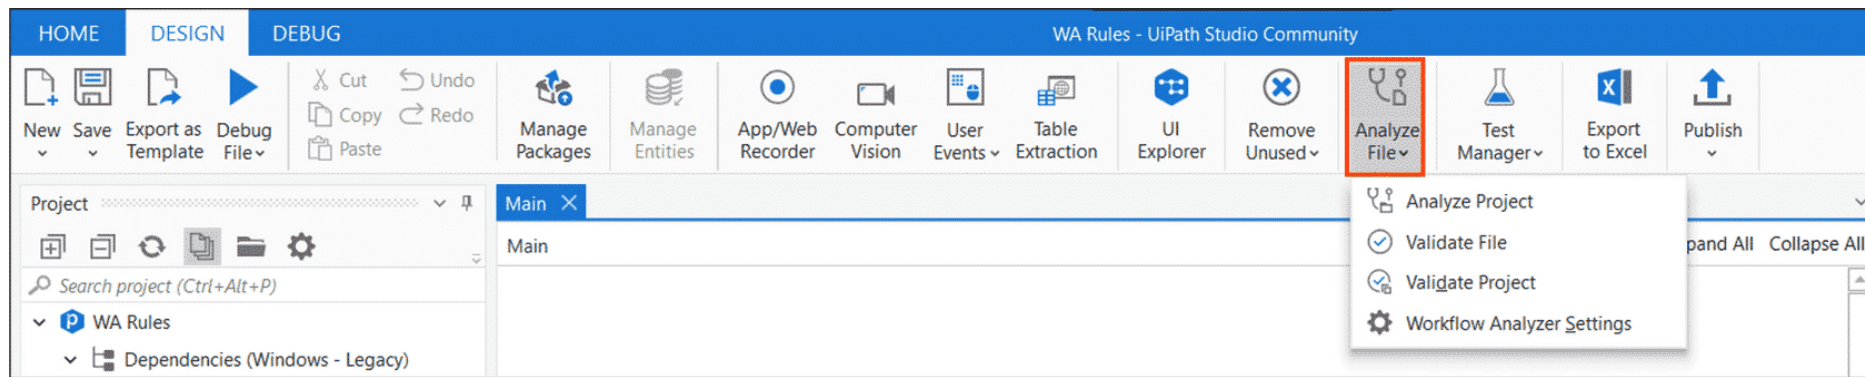 HOME DESIGN DEBUG WA Rules - UiPath Studio Community
Cut Undo
Copy Redo
Paste
New Save Export as Template Debug File Manage Packages Manage Entities App/Web Recorder Computer Vision User Events Table Extraction UI Explorer Remove Unused Analyze File Test Manager Export to Excel Publish
Project Main
Analyze Project
Validate File
Validate Project
Workflow Analyzer Settings
Main pand All Collapse All
Search project (Ctrl+Alt+P)
WA Rules
Dependencies (Windows - Legacy)